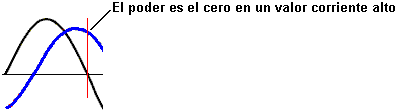 El poder es el cero en un valor corriente alto